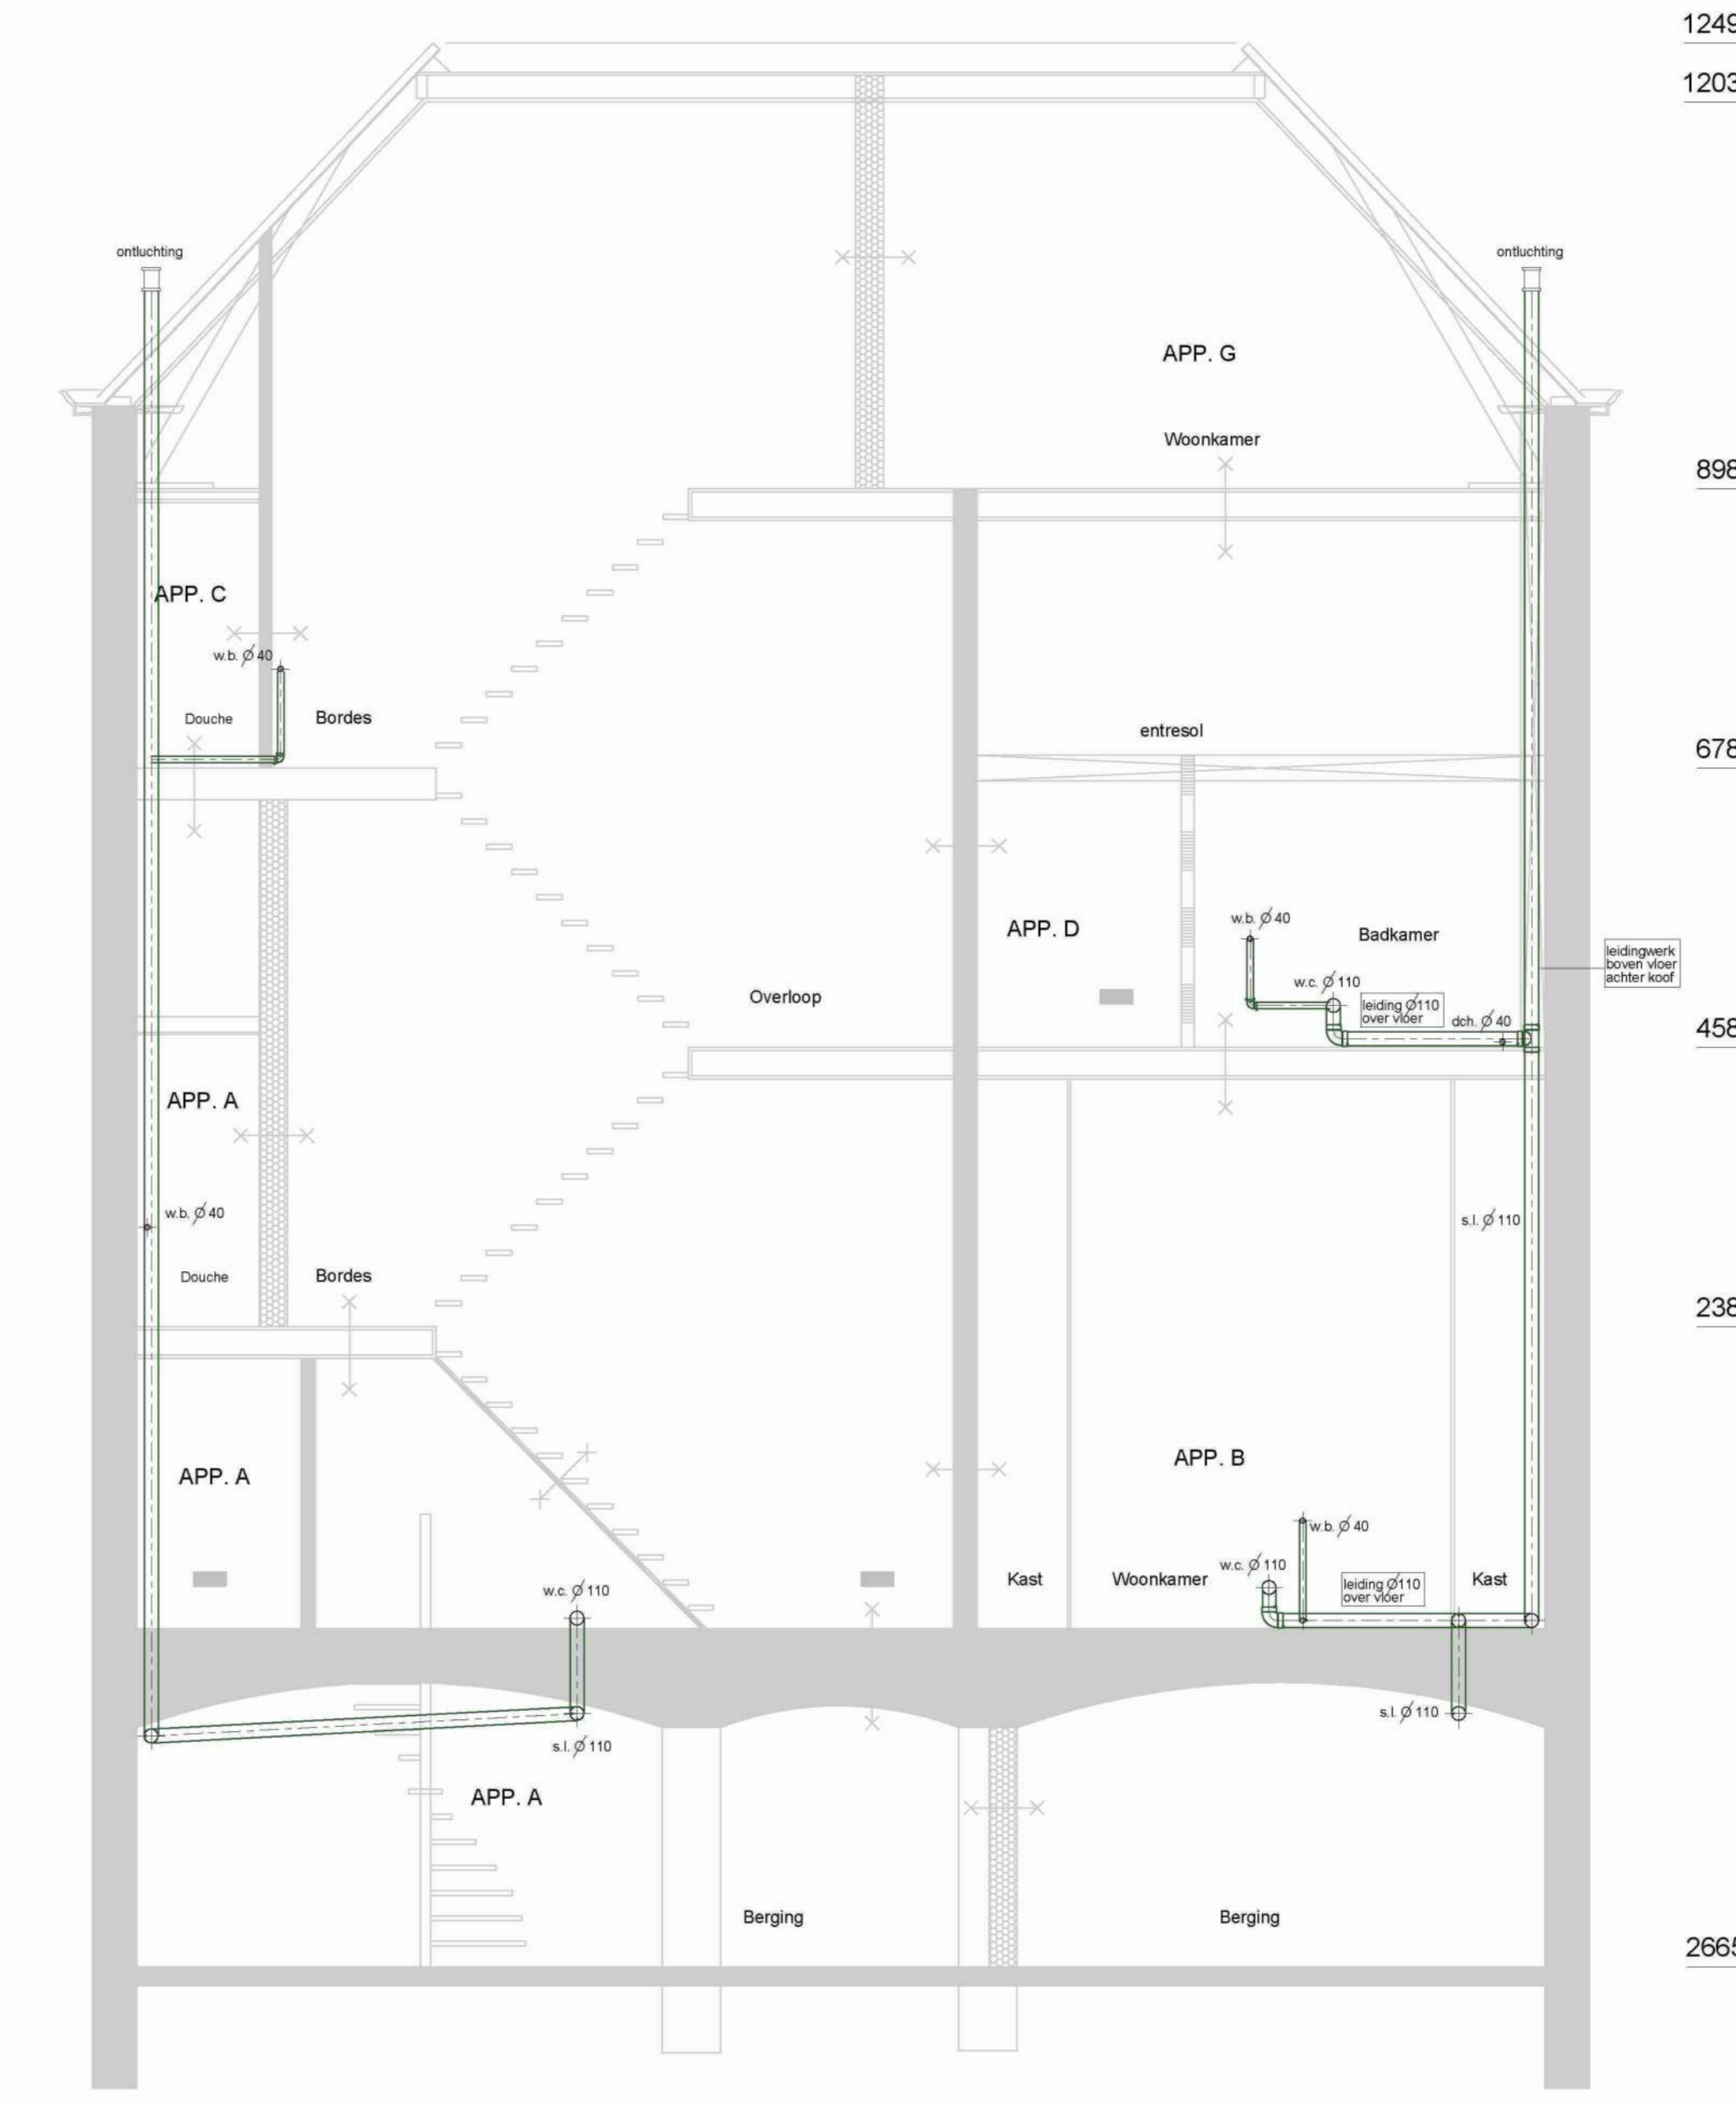 1249
1203
ontluchting
ontluchting
APP. G
Woonkamer
898
APP. C
w.b. Ø 40
Douche
Bordes
entresol
678
w.b. Ø 40
APP. D
Badkamer
leidingwerk
boven vloer
achter koof
w.c. Ø 110
Overloop
leiding Ø110
over vloer
dch. Ø 40
458
APP. A
w.b. Ø 40
s.l. Ø 110
Douche
Bordes
238
APP. A
APP. B
w.b. Ø 40
w.c. Ø 110
Kast
Woonkamer
leiding Ø110
over vloer
Kast
w.c. Ø 110
s.l. Ø 110
s.l. Ø 110
APP. A
Berging
Berging
2665